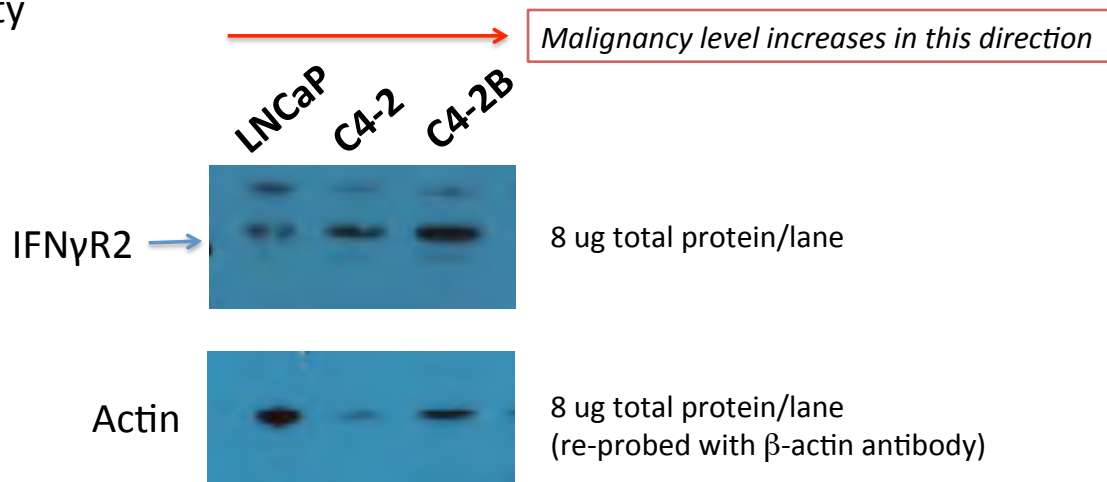 Malignancy level increases in this direction
LNCaP
C4-2
C4-2B
IFNγR2
8 ug total protein/lane
Actin
8 ug total protein/lane
(re-probed with β-actin antibody)